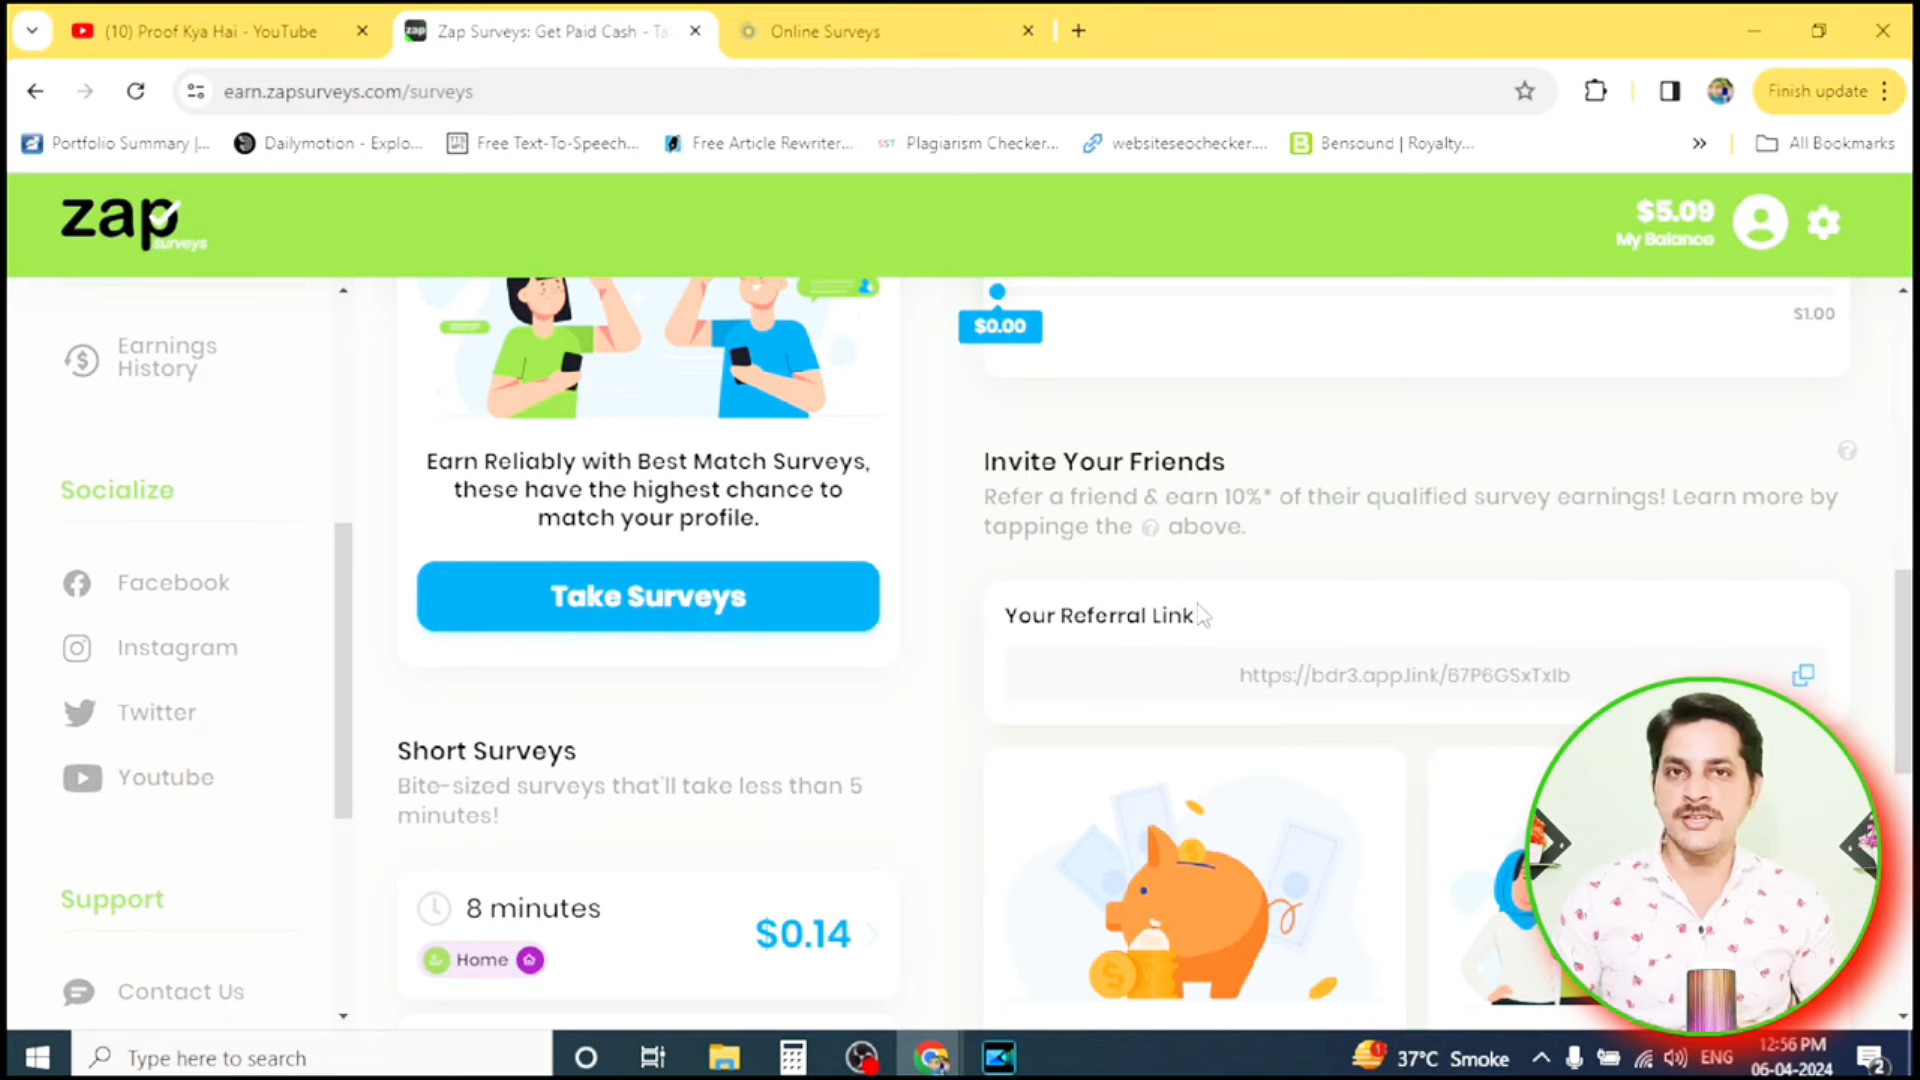 (10) Proof Kya Hai - YouTube
Zap Surveys: Get Paid Cash - Ta
Online Surveys
earn.zapsurveys.com/surveys
Finish update
Portfolio Summary |...
Dailymotion - Explo...
Free Text-To-Speech...
Free Article Rewriter...
SST Plagiarism Checker...
websiteseochecker....
Bensound | Royalty...
All Bookmarks
zap
surveys
$5.09
My Balance
Earnings
History
Socialize
Facebook
Instagram
Twitter
Youtube
Support
Contact Us
Earn Reliably with Best Match Surveys,
these have the highest chance to
match your profile.
Take Surveys
Short Surveys
Bite-sized surveys that'll take less than 5
minutes!
8 minutes
$0.14
Home
$0.00
$1.00
Invite Your Friends
Refer a friend & earn 10%* of their qualified survey earnings! Learn more by
tappinge the ? above.
Your Referral Link
https://bdr3.app.link/67P6GSxTxIb
Type here to search
37°C Smoke
ENG
12:56 PM
06-04-2024
2